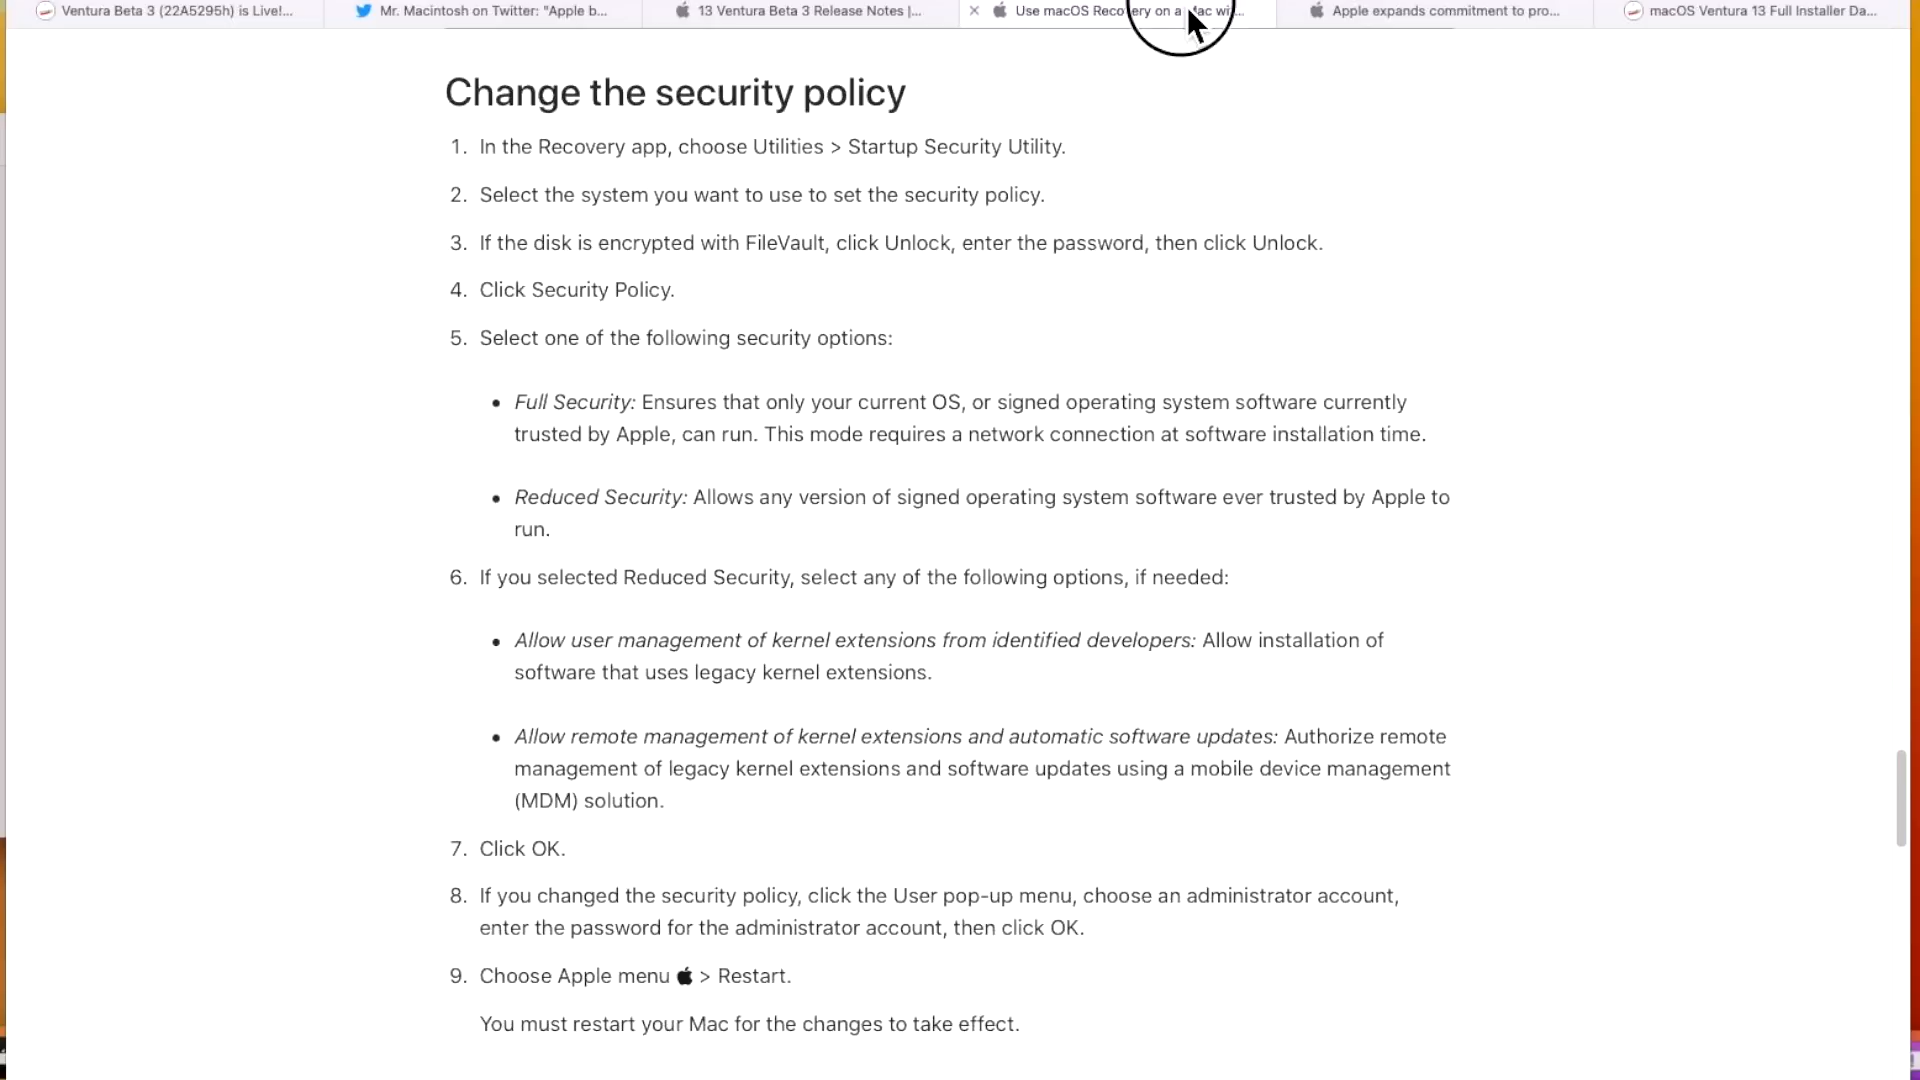 Ventura Beta 3 (22A5295h) is Live!...
Mr. Macintosh on Twitter: "Apple b...
13 Ventura Beta 3 Release Notes |...
Use macOS Recovery on a Mac wi...
Apple expands commitment to pro...
macOS Ventura 13 Full Installer Da...
Change the security policy
1. In the Recovery app, choose Utilities > Startup Security Utility.
2. Select the system you want to use to set the security policy.
3. If the disk is encrypted with FileVault, click Unlock, enter the password, then click Unlock.
4. Click Security Policy.
5. Select one of the following security options:
• Full Security: Ensures that only your current OS, or signed operating system software currently
trusted by Apple, can run. This mode requires a network connection at software installation time.
• Reduced Security: Allows any version of signed operating system software ever trusted by Apple to
run.
6. If you selected Reduced Security, select any of the following options, if needed:
• Allow user management of kernel extensions from identified developers: Allow installation of
software that uses legacy kernel extensions.
• Allow remote management of kernel extensions and automatic software updates: Authorize remote
management of legacy kernel extensions and software updates using a mobile device management
(MDM) solution.
7. Click OK.
8. If you changed the security policy, click the User pop-up menu, choose an administrator account,
enter the password for the administrator account, then click OK.
9. Choose Apple menu > Restart.
You must restart your Mac for the changes to take effect.